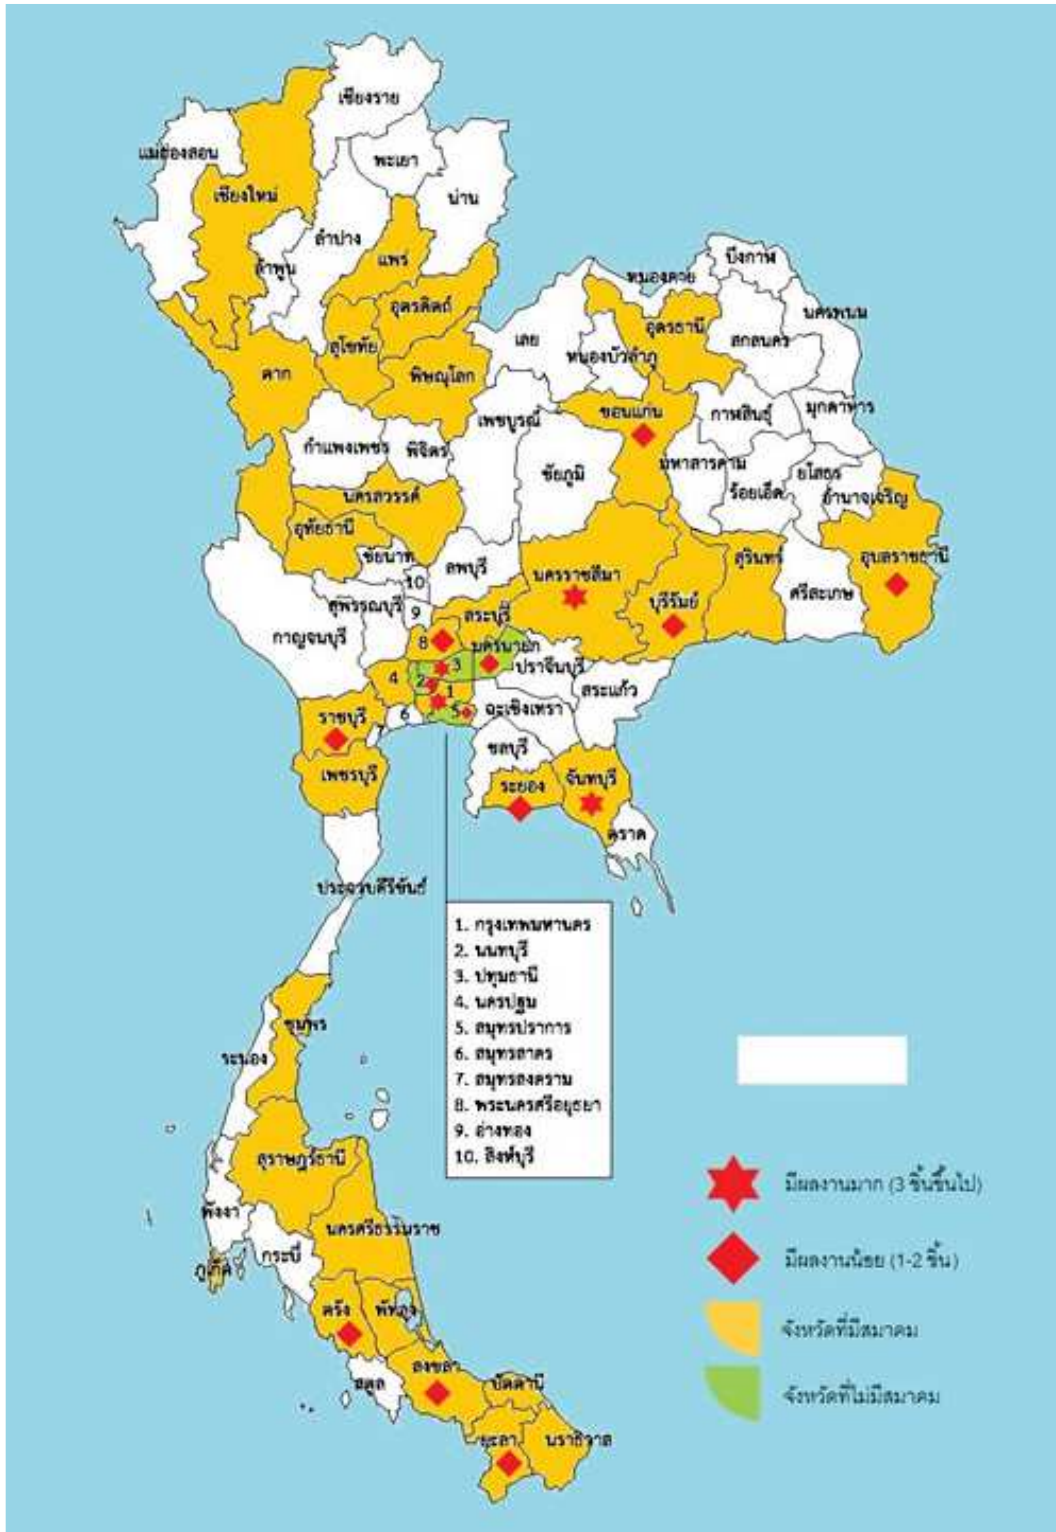 เชียงราย
แม่ฮ่องสอน
พะเยา
เชียงใหม่
น่าน
ลำปาง
แพร่
ลำพูน
บึงกาฬ
หนองคาย
อุตรดิตถ์
นครพนม
อุดรธานี
สุโขทัย
เลย
สกลนคร
หนองบัวลำภู
ตาก
พิษณุโลก
ขอนแก่น
กาฬสินธุ์
มุกดาหาร
เพชรบูรณ์
กำแพงเพชร
พิจิตร
มหาสารคาม
ชัยภูมิ
ยโสธร
ร้อยเอ็ด
อำนาจเจริญ
นครสวรรค์
อุทัยธานี
ชัยนาท
ลพบุรี
สุรินทร์
อุบลราชธานี
นครราชสีมา
10
ศรีสะเกษ
สุพรรณบุรี
บุรีรัมย์
9
สระบุรี
กาญจนบุรี
8
นครนายก
3
ปราจีนบุรี
4
2
1
สระแก้ว
ราชบุรี
6
5
ฉะเชิงเทรา
7
ชลบุรี
เพชรบุรี
ระยอง
จันทบุรี
ตราด
ประจวบคีรีขันธ์
1. กรุงเทพมหานคร
2. นนทบุรี
3. ปทุมธานี
4. นครปฐม
5. สมุทรปราการ
6. สมุทรสาคร
7. สมุทรสงคราม
8. พระนครศรีอยุธยา
9. อ่างทอง
10. สิงห์บุรี
ชุมพร
ระนอง
สุราษฎร์ธานี
พังงา
นครศรีธรรมราช
กระบี่
ภูเก็ต
ตรัง
พัทลุง
สงขลา
สตูล
ปัตตานี
ยะลา
นราธิวาส
มีผลงานมาก (3 ชิ้นขึ้นไป)
มีผลงานน้อย (1-2 ชิ้น)
จังหวัดที่มีสมาคม
จังหวัดที่ไม่มีสมาคม